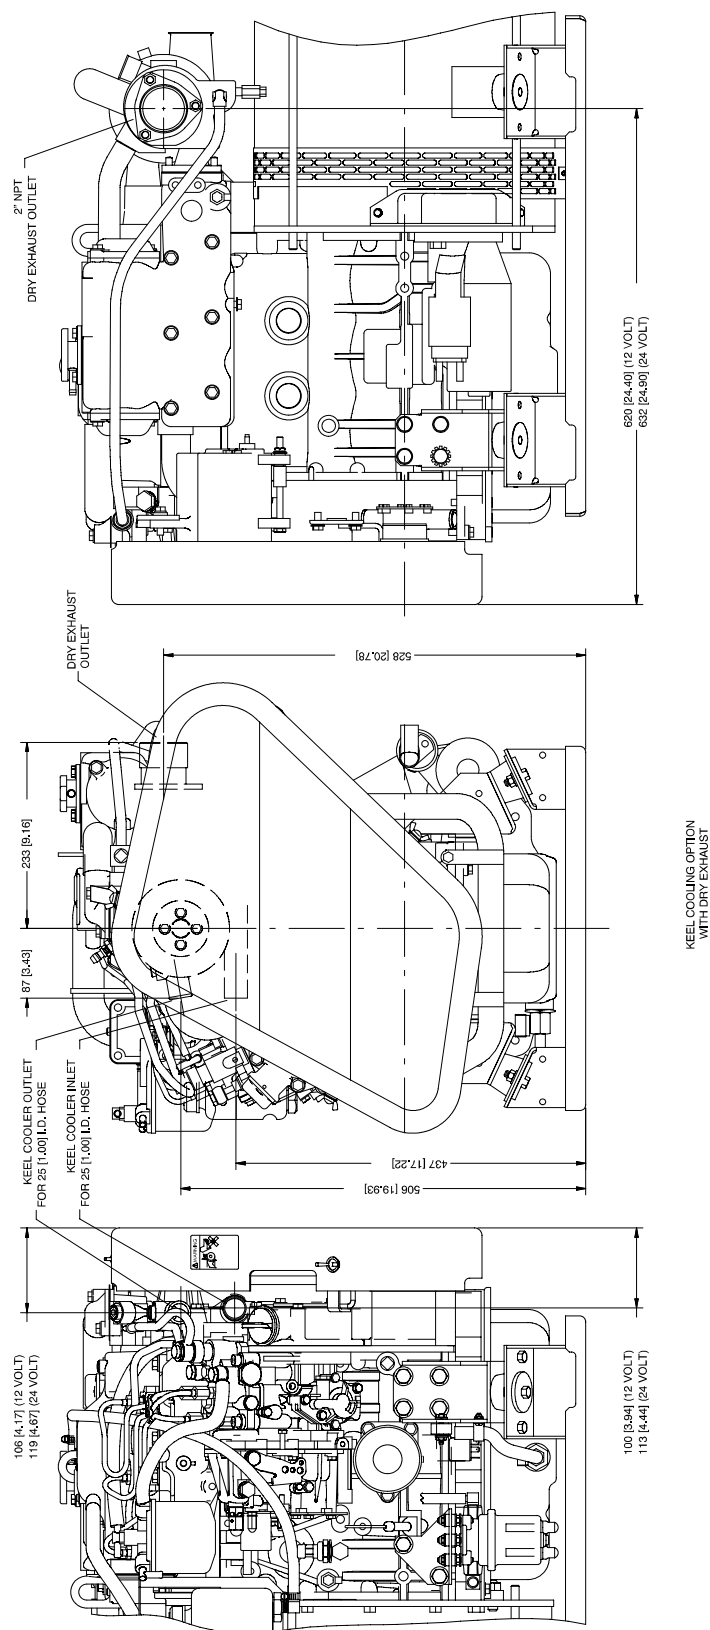 2" NPT
DRY EXHAUST OUTLET
620 [24.40] (12 VOLT)
632 [24.90] (24 VOLT)
DRY EXHAUST
OUTLET
528 [20.78]
233 [9.16]
87 [3.43]
KEEL COOLER OUTLET
FOR 25 [1.00] I.D. HOSE
KEEL COOLER INLET
FOR 25 [1.00] I.D. HOSE
437 [17.22]
506 [19.93]
KEEL COOLING OPTION
WITH DRY EXHAUST
WARNING
106 [4.17] (12 VOLT)
119 [4.67] (24 VOLT)
100 [3.94] (12 VOLT)
113 [4.44] (24 VOLT)